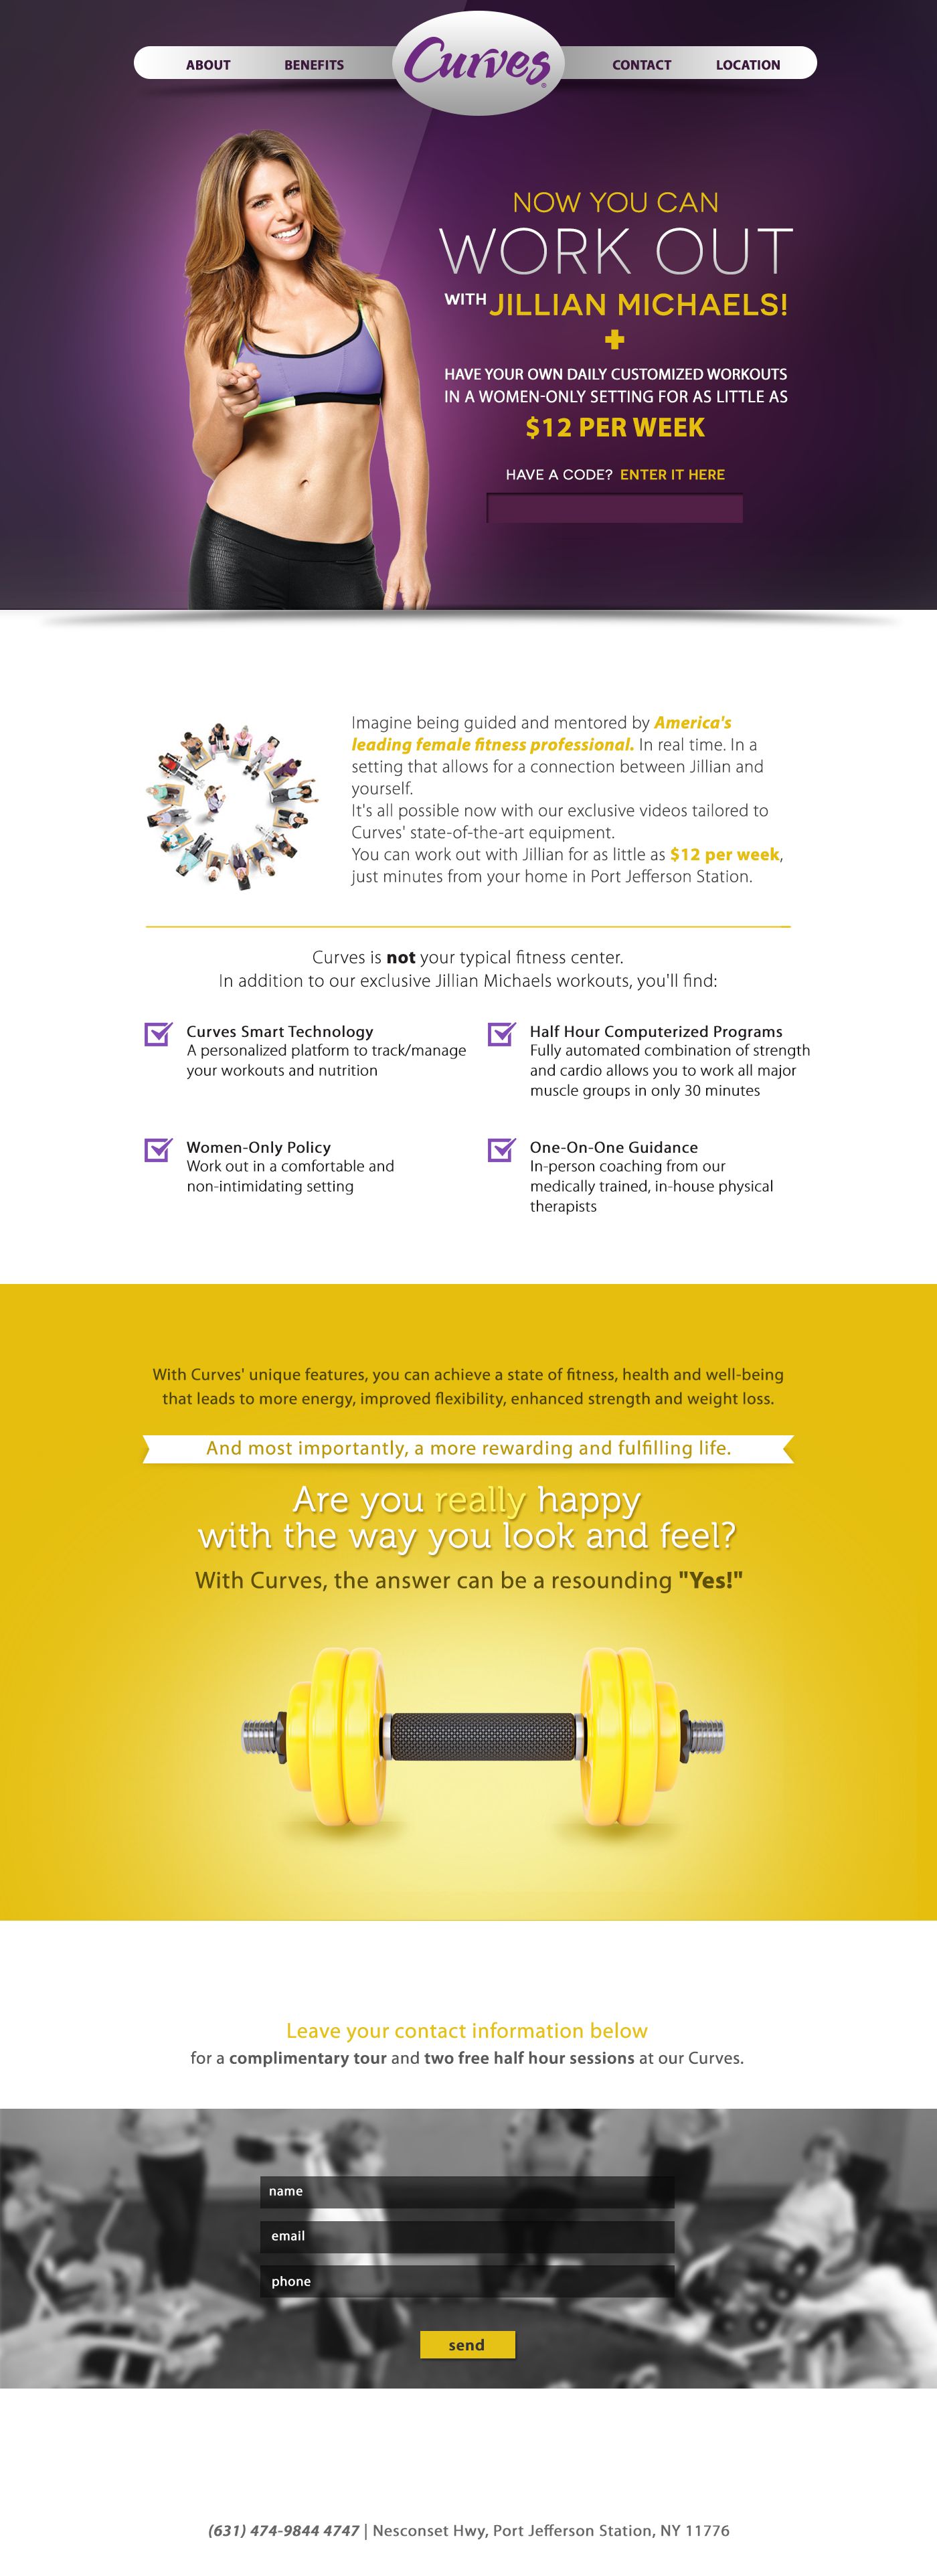 ABOUT
BENEFITS
Curves®
CONTACT
LOCATION
NOW YOU CAN
WORK OUT
WITH JILLIAN MICHAELS!
+
HAVE YOUR OWN DAILY CUSTOMIZED WORKOUTS
IN A WOMEN-ONLY SETTING FOR AS LITTLE AS
$12 PER WEEK
HAVE A CODE? ENTER IT HERE
Imagine being guided and mentored by America's
leading female fitness professional. In real time. In a
setting that allows for a connection between Jillian and
yourself.
It's all possible now with our exclusive videos tailored to
Curves' state-of-the-art equipment.
You can work out with Jillian for as little as $12 per week,
just minutes from your home in Port Jefferson Station.
Curves is not your typical fitness center.
In addition to our exclusive Jillian Michaels workouts, you'll find:
Curves Smart Technology
A personalized platform to track/manage
your workouts and nutrition
Half Hour Computerized Programs
Fully automated combination of strength
and cardio allows you to work all major
muscle groups in only 30 minutes
Women-Only Policy
Work out in a comfortable and
non-intimidating setting
One-On-One Guidance
In-person coaching from our
medically trained, in-house physical
therapists
With Curves' unique features, you can achieve a state of fitness, health and well-being
that leads to more energy, improved flexibility, enhanced strength and weight loss.
And most importantly, a more rewarding and fulfilling life.
Are you really happy
with the way you look and feel?
With Curves, the answer can be a resounding "Yes!"
Leave your contact information below
for a complimentary tour and two free half hour sessions at our Curves.
name
email
phone
send
(631) 474-9844 4747 | Nesconset Hwy, Port Jefferson Station, NY 11776